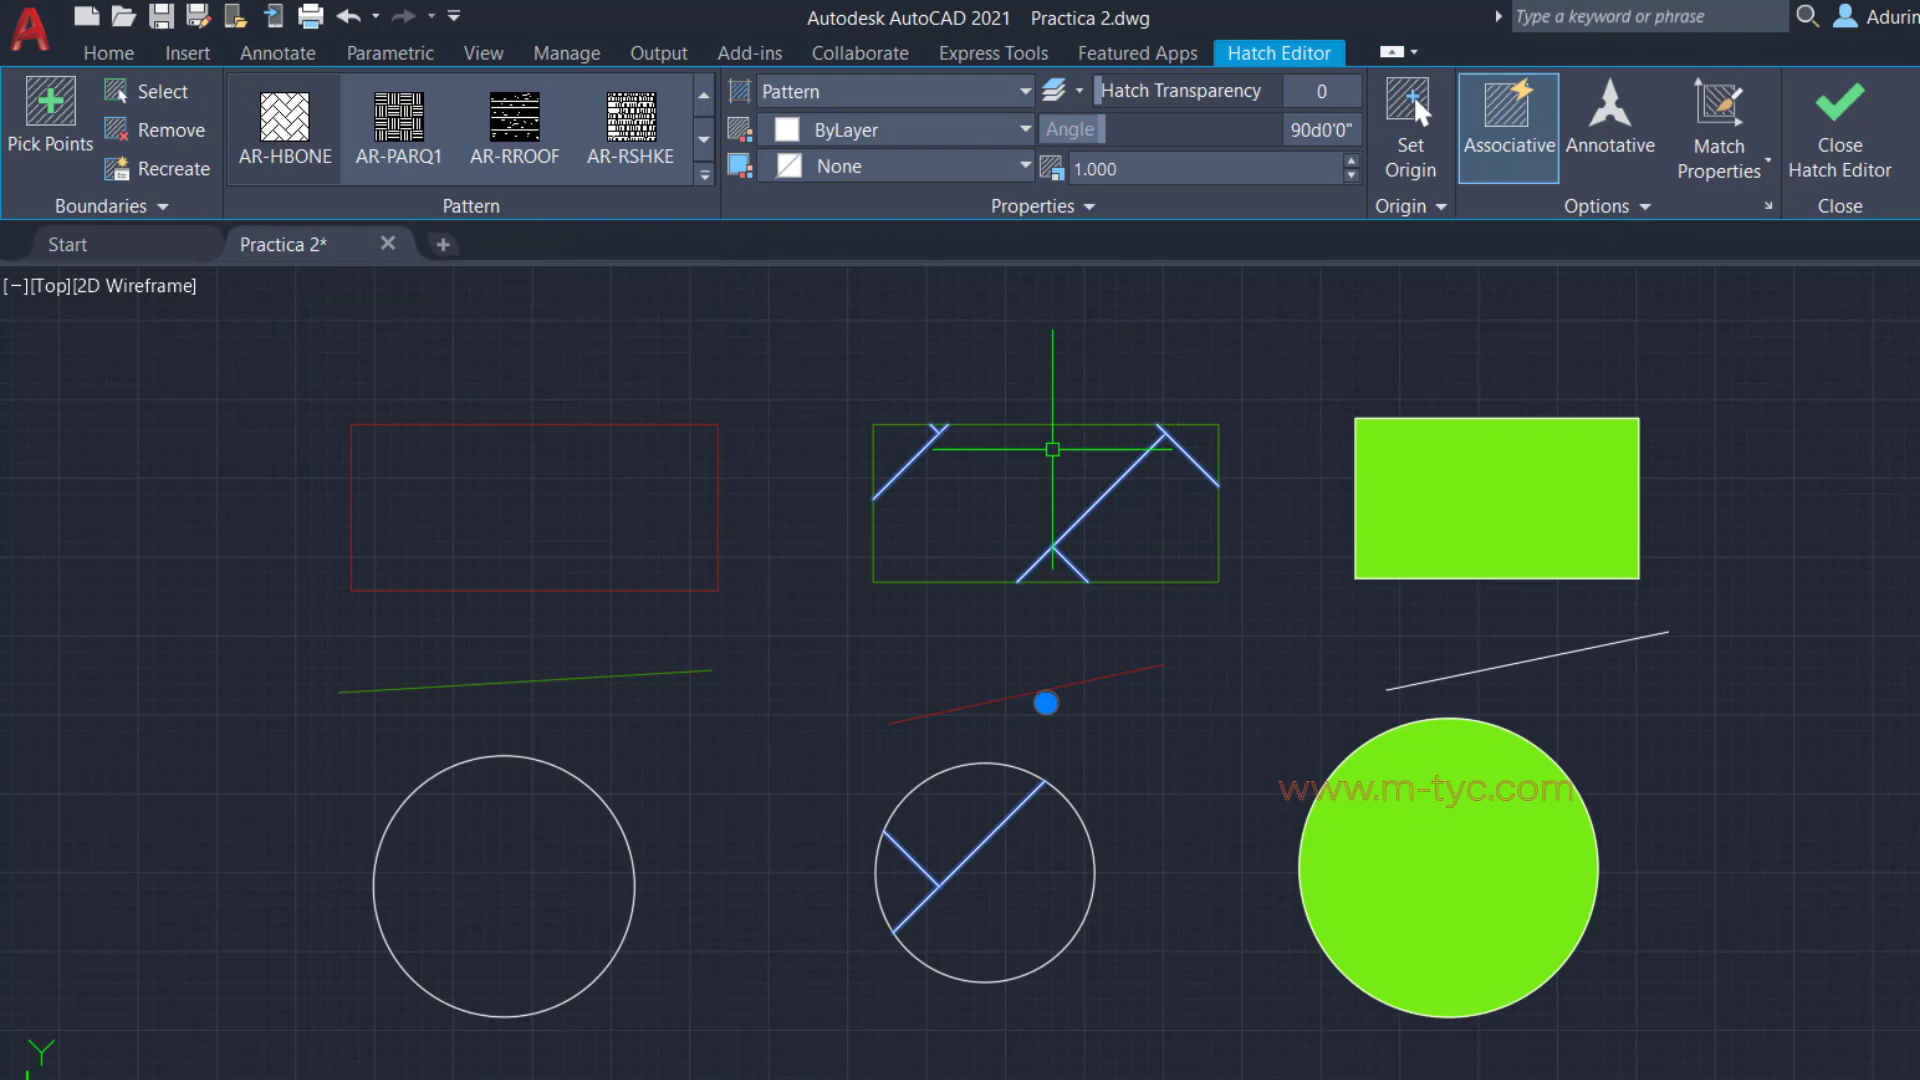 Autodesk AutoCAD 2021 Practica 2.dwg
Type a keyword or phrase
Adurin
Home Insert Annotate Parametric View Manage Output Add-ins Collaborate Express Tools Featured Apps Hatch Editor
Pick Points
Select
Remove
Recreate
Boundaries
AR-HBONE AR-PARQ1 AR-RROOF AR-RSHKE
Pattern
Pattern
ByLayer
None
Hatch Transparency 0
Angle 90d0'0"
1.000
Properties
Set
Origin
Origin
Associative
Annotative
Match
Properties
Options
Close
Hatch Editor
Close
Start
Practica 2*
[−][Top][2D Wireframe]
www.m-tyc.com
Y